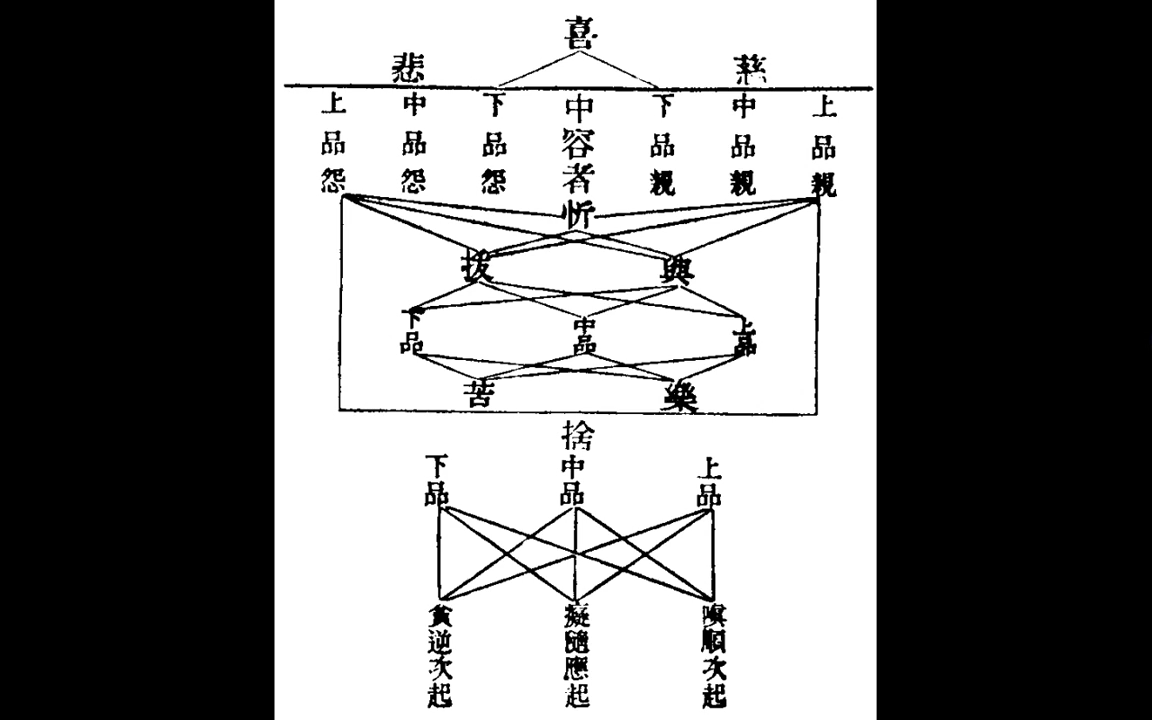 喜
悲
慈
上品怨
中品怨
下品怨
中容者忻
下品親
中品親
上品親
拔
與
下品
中品
上品
苦
樂
捨
下品
中品
上品
貪逆次起
癡隨應起
嗔順次起